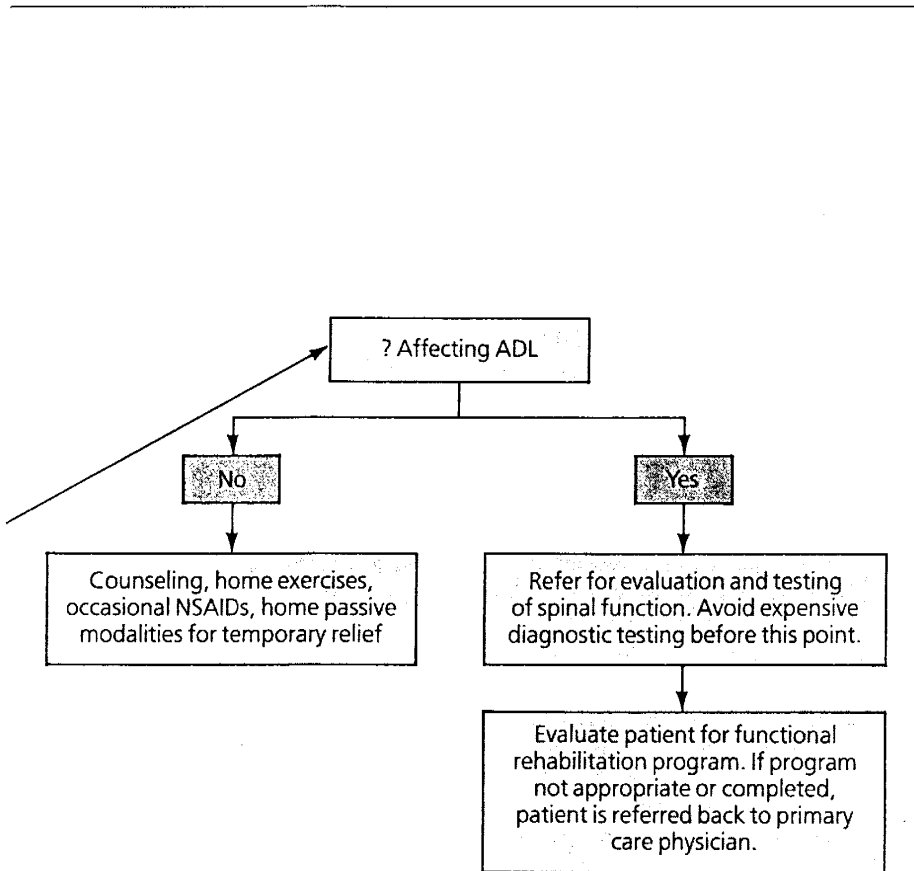 ? Affecting ADL
No
Yes
Counseling, home exercises,
occasional NSAIDs, home passive
modalities for temporary relief
Refer for evaluation and testing
of spinal function. Avoid expensive
diagnostic testing before this point.
Evaluate patient for functional
rehabilitation program. If program
not appropriate or completed,
patient is referred back to primary
care physician.